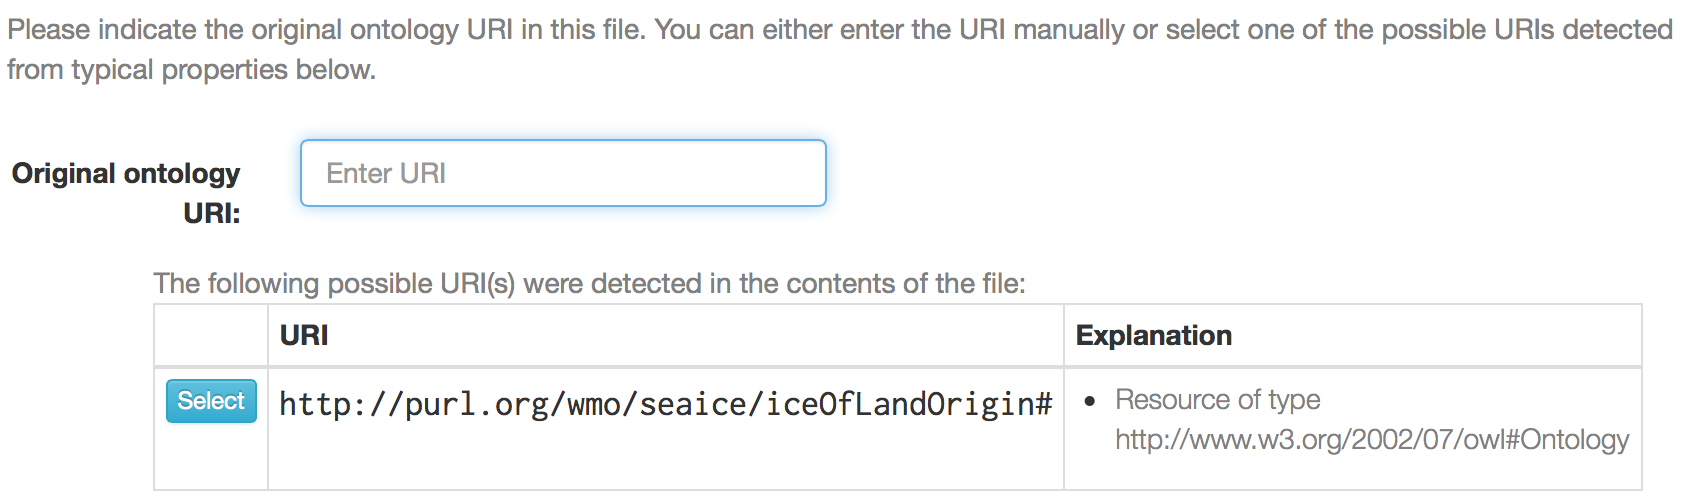 Please indicate the original ontology URI in this file. You can either enter the URI manually or select one of the possible URIs detected
from typical properties below.
Original ontology
URI:
Enter URI
The following possible URI(s) were detected in the contents of the file:
URI Explanation
Select http://purl.org/wmo/seaice/iceOfLandOrigin# • Resource of type
http://www.w3.org/2002/07/owl#Ontology